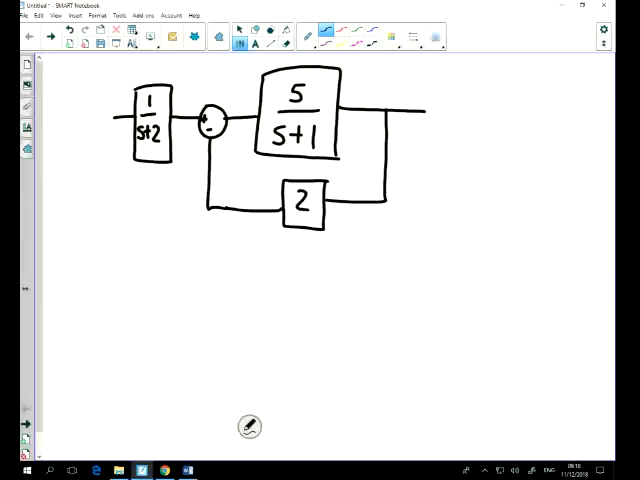 Untitled * - SMART Notebook
File Edit View Insert Format Tools Add-ons Account Help
1
s+2
+
-
5
s+1
2
ENG
09:10
11/12/2018